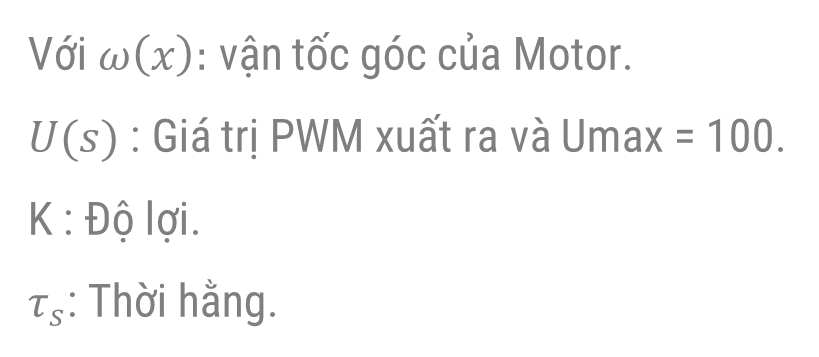 Với ω(x): vận tốc góc của Motor.
U(s) : Giá trị PWM xuất ra và Umax = 100.
K : Độ lợi.
τₛ: Thời hằng.